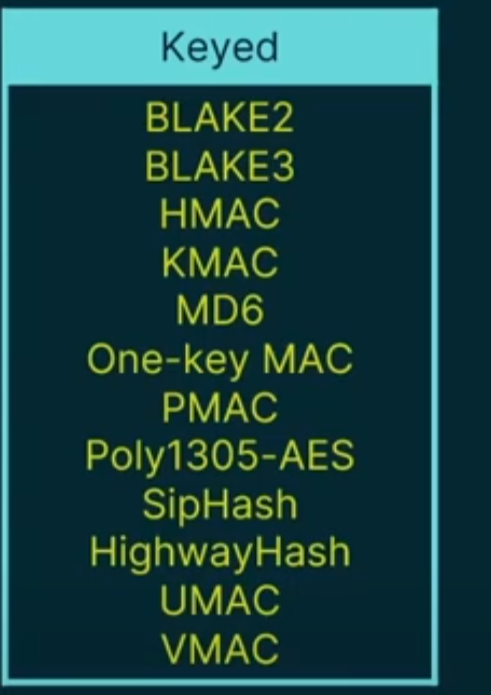 Keyed
BLAKE2
BLAKE3
HMAC
KMAC
MD6
One-key MAC
PMAC
Poly1305-AES
SipHash
HighwayHash
UMAC
VMAC